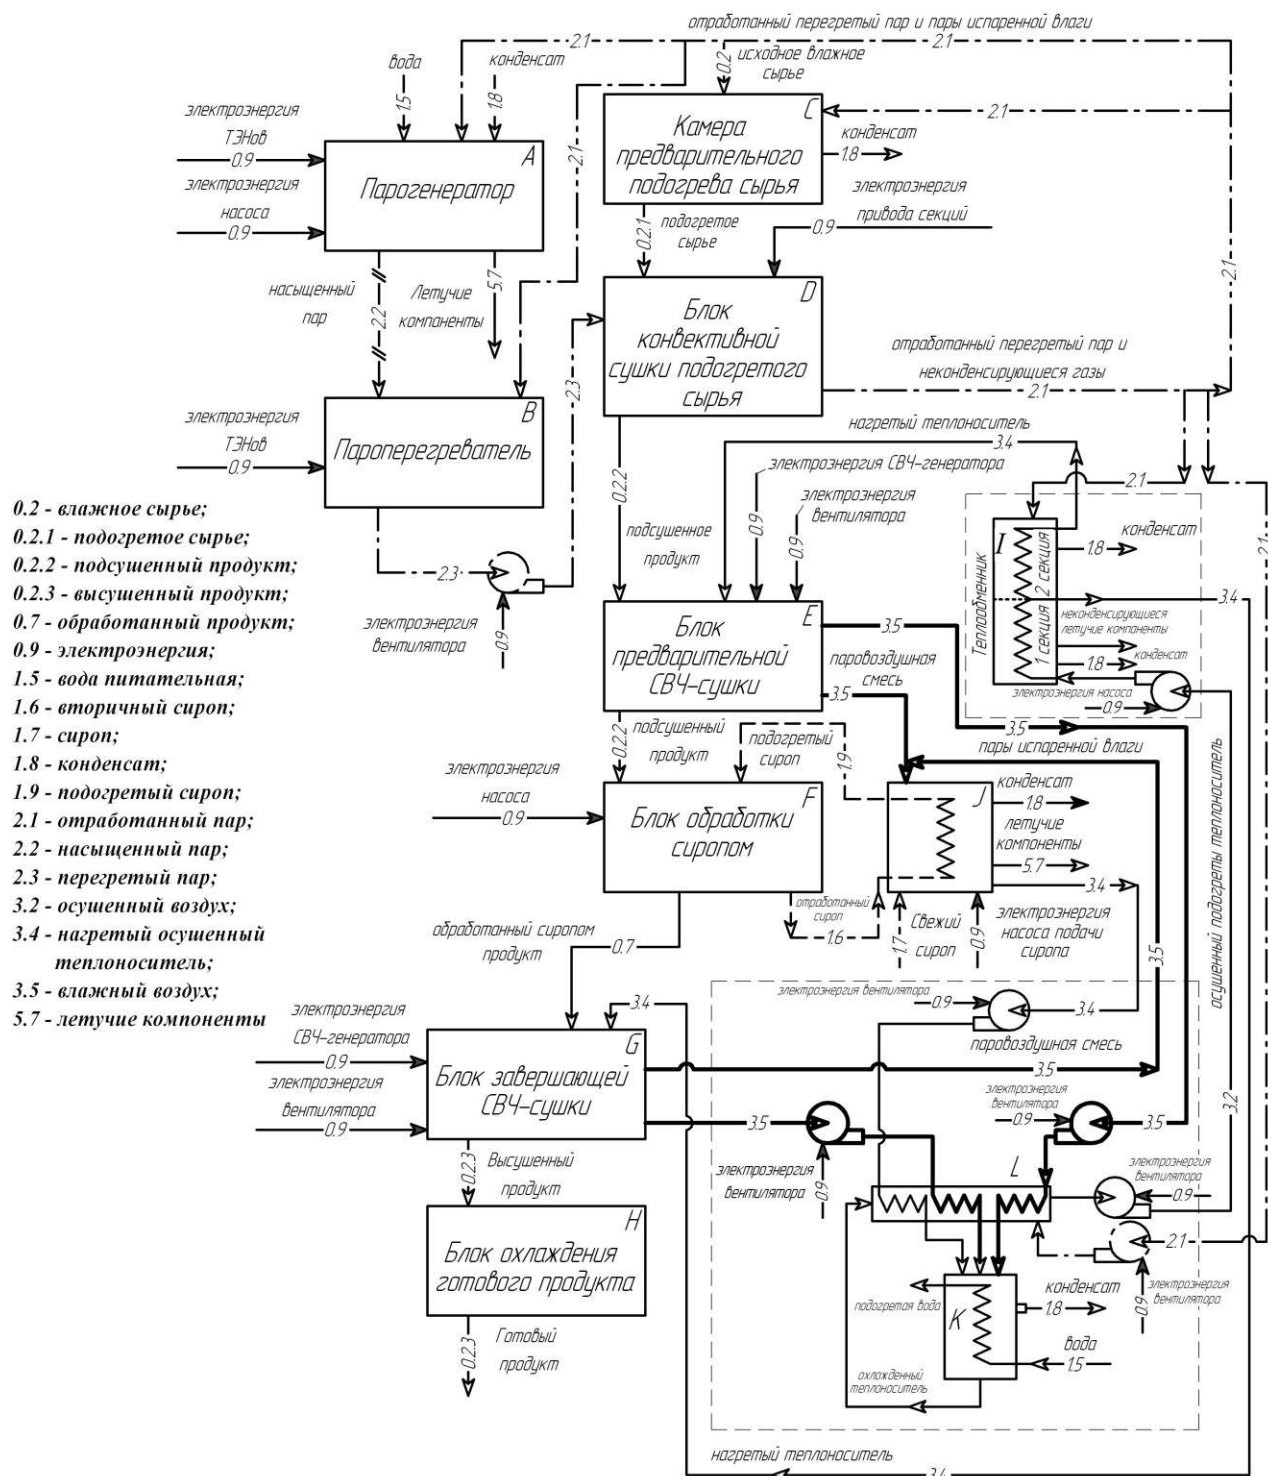 отработанный перегретый пар и пары испаренной влаги
2.1
2.1
вода
конденсат
0.2
исходное влажное
сырье
1.5
1.8
электроэнергия
ТЭНов
0.9
А
Парогенератор
электроэнергия
насоса
0.9
2.1
С
Камера
предварительного
подогрева сырья
2.1
конденсат
1.8
электроэнергия
привода секций
0.9
0.2.1
подогретое
сырье
насыщенный
пар
2.2
Летучие
компаненты
5.7
2.1
D
Блок
конвективной
сушки подогретого
сырья
отработанный перегретый пар и
неконденсирующиеся газы
2.1
2.3
электроэнергия
ТЭНов
0.9
В
Пароперегреватель
нагретый теплоноситель
3.4
0.2.2
подсушенное
продукт
электроэнергия СВЧ-генератора
0.9
электроэнергия
вентилятора
0.9
2.1
2.1
I
Теплообменник
1 секция 2 секция
конденсат
1.8
3.4
неконденсирующиеся
летучие компоненты
1.8
конденсат
электроэнергия насоса
0.9
0.2 - влажное сырье;
0.2.1 - подогретое сырье;
0.2.2 - подсушенный продукт;
0.2.3 - высушенный продукт;
0.7 - обработанный продукт;
0.9 - электроэнергия;
1.5 - вода питательная;
1.6 - вторичный сироп;
1.7 - сироп;
1.8 - конденсат;
1.9 - подогретый сироп;
2.1 - отработанный пар;
2.2 - насыщенный пар;
2.3 - перегретый пар;
3.2 - осушенный воздух;
3.4 - нагретый осушенный
теплоноситель;
3.5 - влажный воздух;
5.7 - летучие компоненты
2.3
электроэнергия
вентилятора
0.9
Е
Блок
предварительной
СВЧ-сушки
3.5
паровоздушная
смесь
3.5
3.5
пары испаренной влаги
0.2.2
подсушенный
продукт
подогретый
сироп
1.9
электроэнергия
насоса
0.9
F
Блок обработки
сиропом
J
конденсат
1.8
летучие
компоненты
5.7
3.4
отработанный
сироп
1.6
1.7
Свежий
сироп
0.9
электроэнергия
насоса подачи
сиропа
3.5
осушенный подогреты теплоноситель
3.2
обработанный сиропом
продукт
0.7
3.4
электроэнергия
СВЧ-генератора
0.9
электроэнергия
вентилятора
0.9
G
Блок завершающей
СВЧ-сушки
электроэнергия вентилятора
0.9
3.4
паровоздушная смесь
3.5
3.5
электроэнергия
вентилятора
0.9
электроэнергия
вентилятора
0.9
3.5
0.2.3
Высушенный
продукт
L
электроэнергия
вентилятора
0.9
2.1
электроэнергия
вентилятора
0.9
Н
Блок охлаждения
готового продукта
подогретая вода
К
конденсат
1.8
вода
1.5
охлажденный
теплоноситель
0.2.3
Готовый
продукт
нагретый теплоноситель
3.4